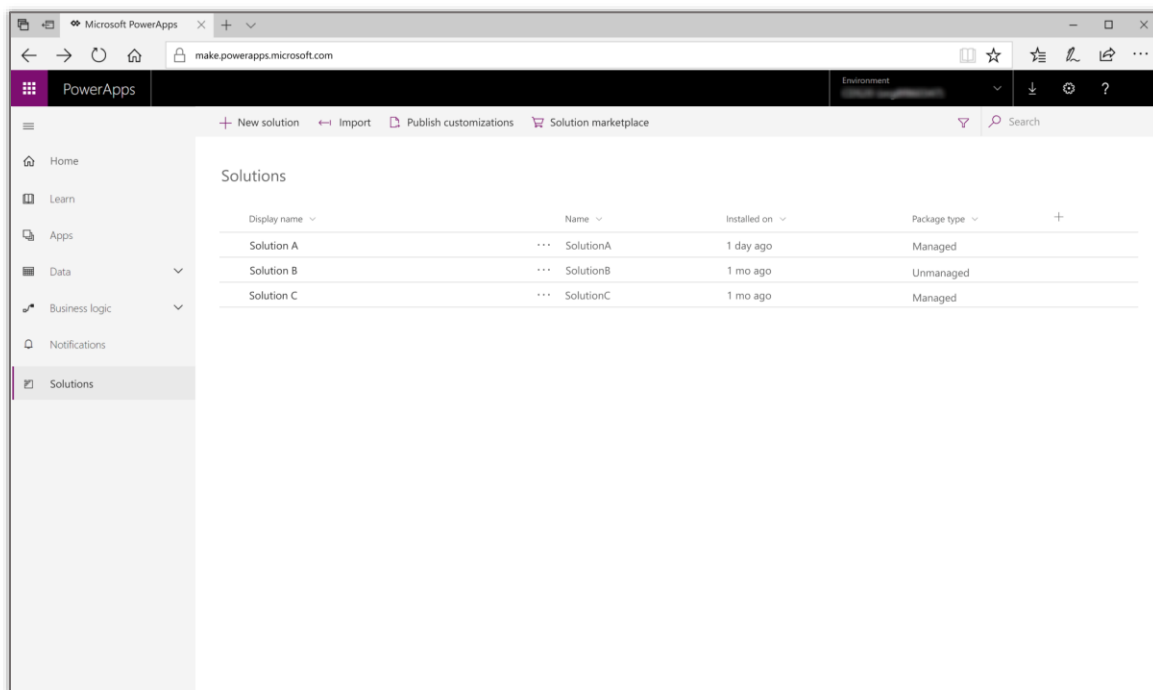 Microsoft PowerApps
make.powerapps.microsoft.com
PowerApps
Environment
?
New solution Import Publish customizations Solution marketplace Search
Home
Learn
Apps
Data
Business logic
Notifications
Solutions
Solutions
Display name Name Installed on Package type
Solution A ... SolutionA 1 day ago Managed
Solution B ... SolutionB 1 mo ago Unmanaged
Solution C ... SolutionC 1 mo ago Managed